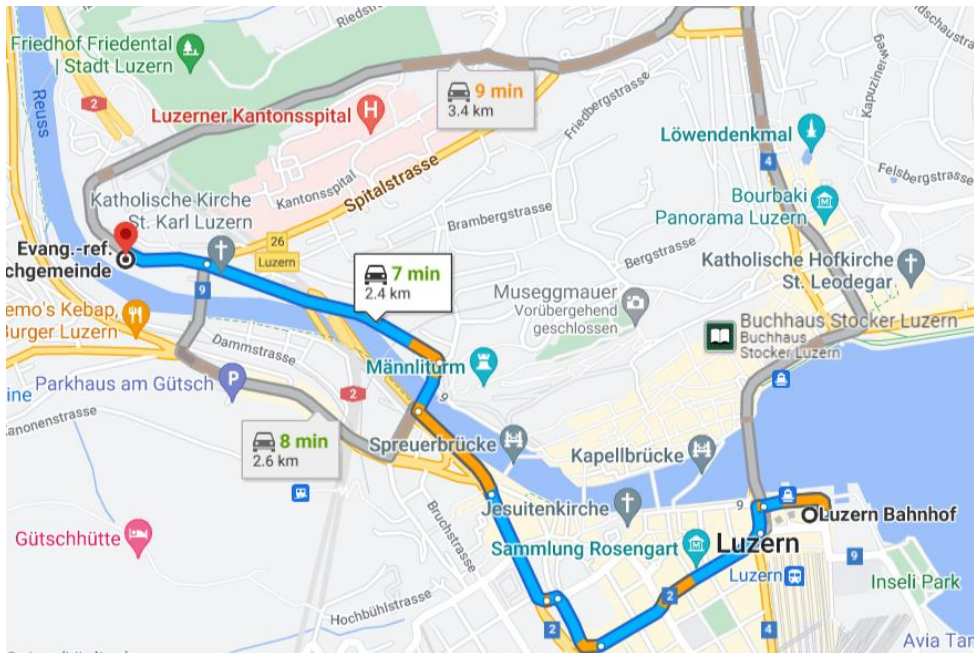 Friedhof Friedental
| Stadt Luzern
Reuss
2
Luzerner Kantonsspital
H
9 min
3.4 km
Friedbergstrasse
Kapuzinerweg
Löwendenkmal
4
Felsbergstrasse
Bourbaki
Panorama Luzern
Kantonsspital
Spitalstrasse
Katholische Kirche
St. Karl Luzern
Brambergstrasse
Bergstrasse
Evang.-ref.
chgemeinde
26
Luzern
7 min
2.4 km
Katholische Hofkirche
St. Leodegar
9
Museggmauer
Vorübergehend
geschlossen
emo's Kebap,
Burger Luzern
Buchhaus Stocker Luzern
Buchhaus
Stocker Luzern
Dammstrasse
Männliturm
Parkhaus am Gütsch
P
2
9
ine
anonenstrasse
8 min
2.6 km
Spreuerbrücke
Kapellbrücke
Jesuitenkirche
9
Luzern Bahnhof
Bruchstrasse
Gütschhütte
Sammlung Rosengart
Luzern
9
Luzern
Inseli Park
Hochbühlstrasse
2
2
4
Avia Tan